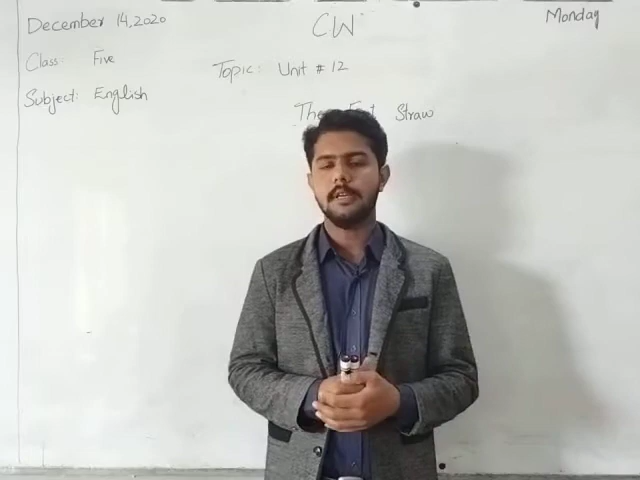 December 14, 2020 CW Monday
Class: Five
Topic: Unit # 12
Subject: English
The Straw